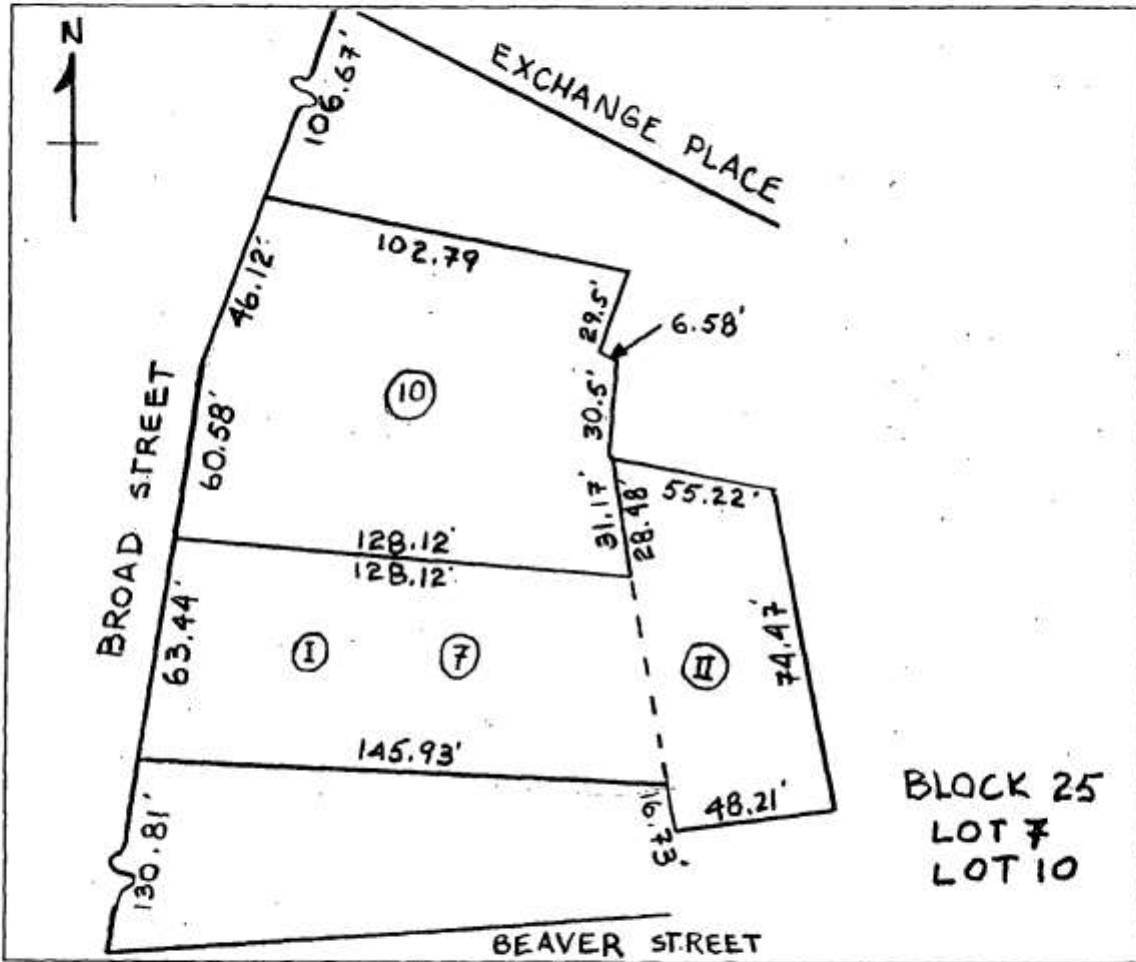 N
106.67'
EXCHANGE PLACE
102.79
46.12'
29.5'
6.58'
10
30.5'
BROAD STREET
60.58'
31.17'
28.48'
55.22'
128.12'
128.12'
63.44'
I
7
II
74.47'
145.93'
16.73'
48.21'
130.81'
BLOCK 25
LOT 7
LOT 10
BEAVER STREET